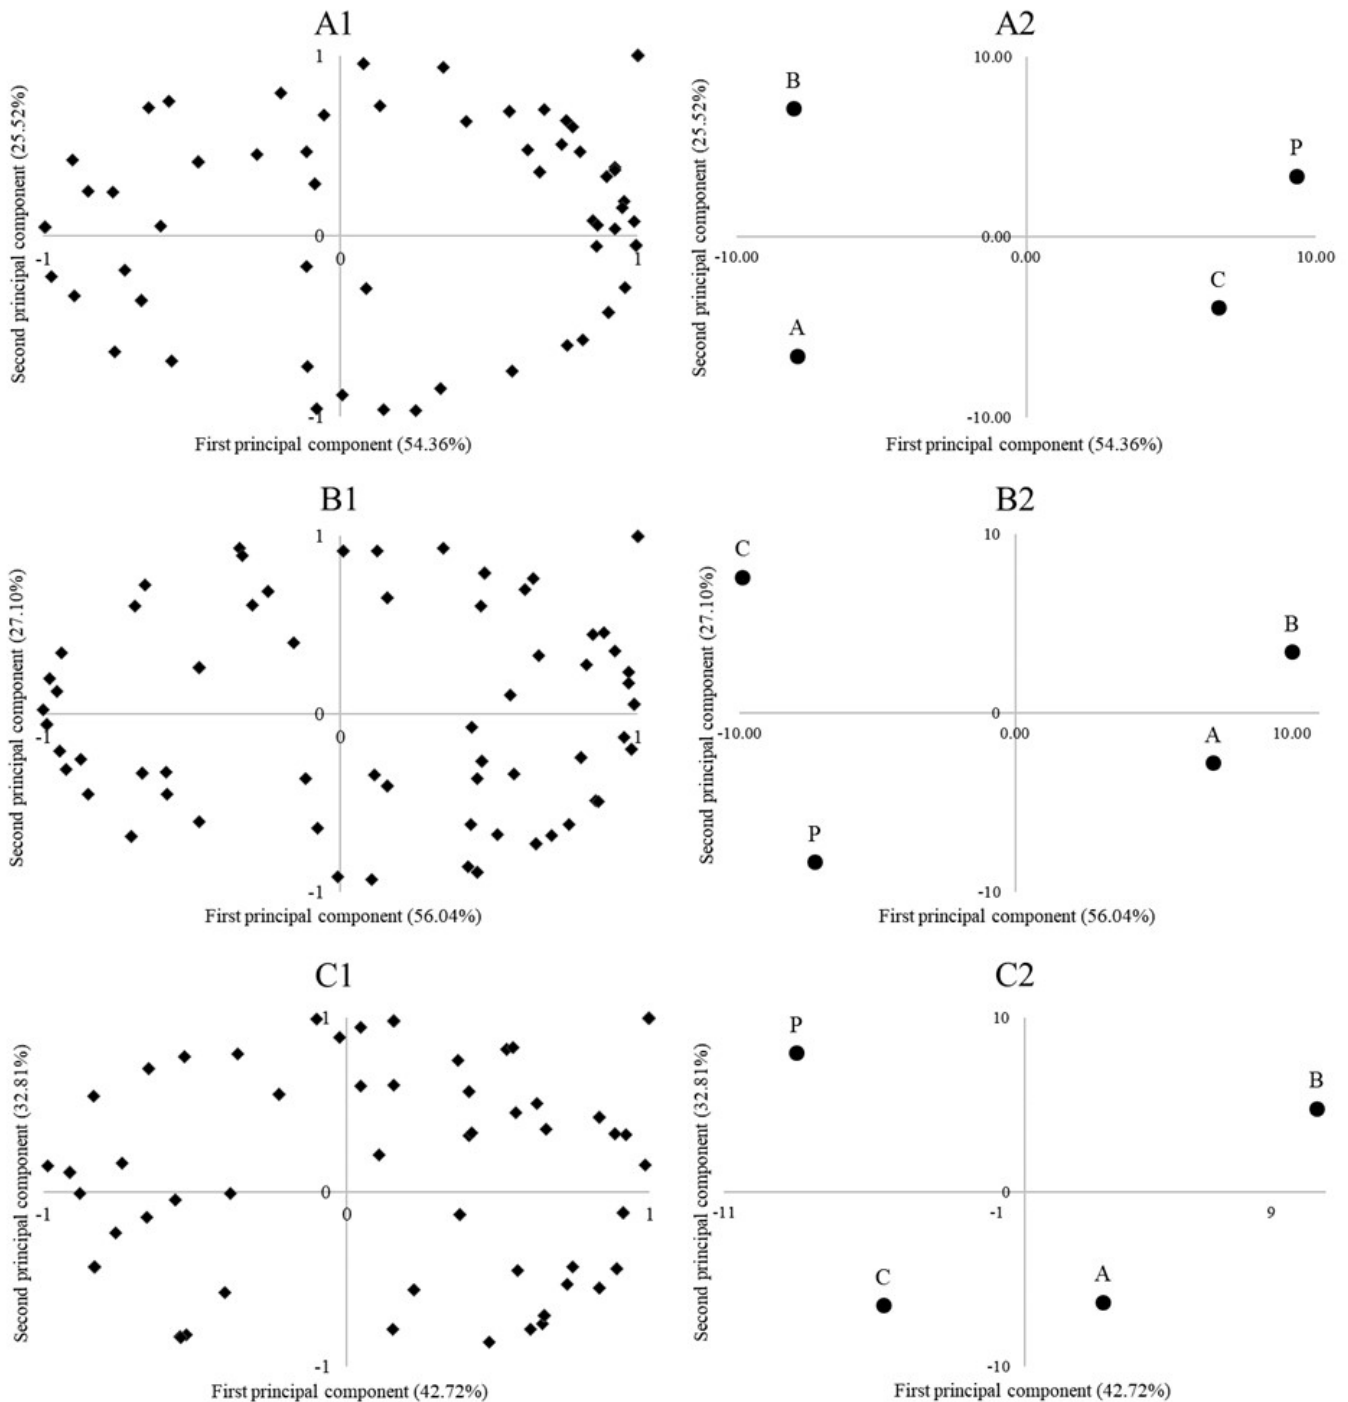 A1
A2
Second principal component (25.52%)
1
0
-1
0
1
-1
First principal component (54.36%)
Second principal component (25.52%)
10.00
B
P
0.00
-10.00
0.00
10.00
C
A
-10.00
First principal component (54.36%)
B1
B2
Second principal component (27.10%)
1
0
-1
0
1
-1
First principal component (56.04%)
Second principal component (27.10%)
10
C
B
0
-10.00
0.00
10.00
A
P
-10
First principal component (56.04%)
C1
C2
Second principal component (32.81%)
1
0
-1
0
1
-1
First principal component (42.72%)
Second principal component (32.81%)
10
P
B
0
-11
-1
9
C
A
-10
First principal component (42.72%)